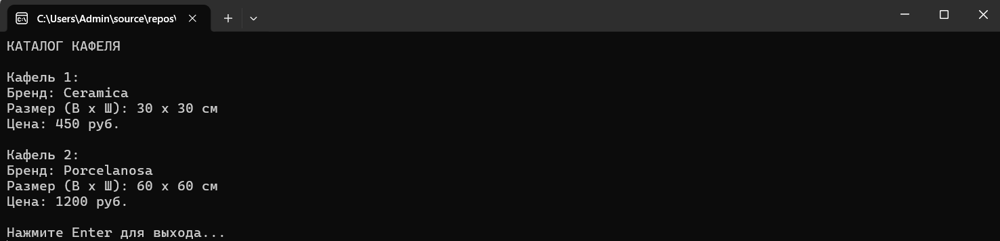 C:\Users\Admin\source\repos\
КАТАЛОГ КАФЕЛЯ
Кафель 1:
Бренд: Ceramica
Размер (В x Ш): 30 x 30 см
Цена: 450 руб.
Кафель 2:
Бренд: Porcelanosa
Размер (В x Ш): 60 x 60 см
Цена: 1200 руб.
Нажмите Enter для выхода...